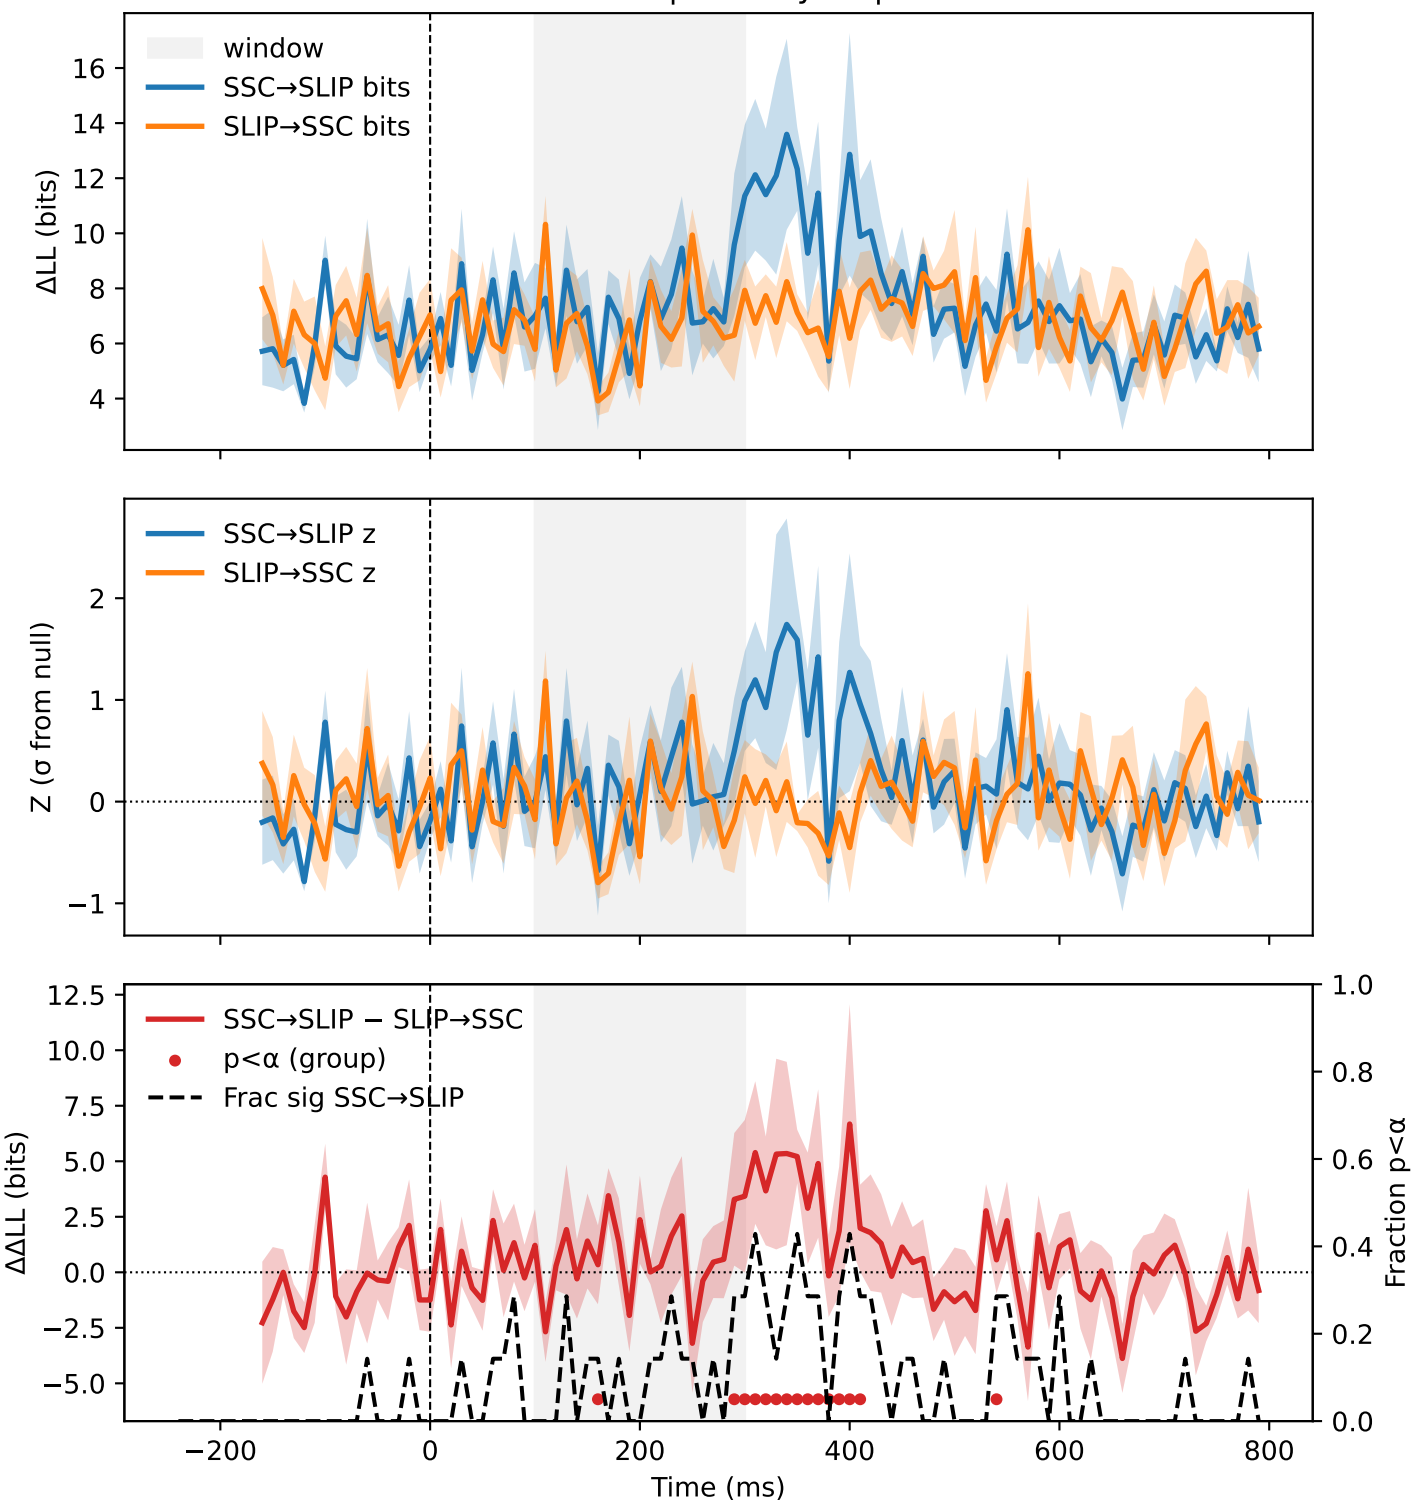 window
SSC→SLIP bits
SLIP→SSC bits
ΔLL (bits)
16
14
12
10
8
6
4
SSC→SLIP z
SLIP→SSC z
Z (σ from null)
2
1
0
−1
SSC→SLIP − SLIP→SSC
p<α (group)
Frac sig SSC→SLIP
ΔΔLL (bits)
12.5
10.0
7.5
5.0
2.5
0.0
−2.5
−5.0
1.0
0.8
0.6
0.4
0.2
0.0
Fraction p<α
−200
0
200
400
600
800
Time (ms)